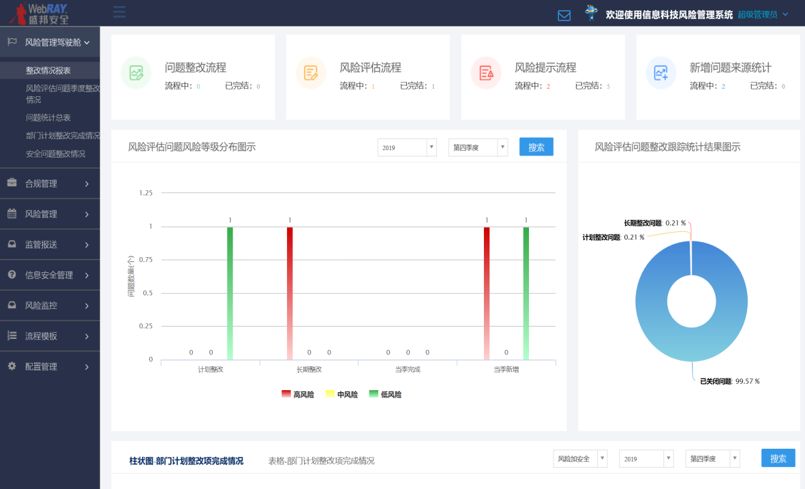 WebRAY
盛邦安全
欢迎使用信息科技风险管理系统 超级管理员
风险管理驾驶舱
整改情况报表
风险评估问题季度整改
情况
问题统计总表
部门计划整改完成情况
安全问题整改情况
合规管理
风险管理
监管报送
信息安全管理
风险监控
流程模板
配置管理
问题整改流程
流程中: 0 已完结: 0
风险评估流程
流程中: 1 已完结: 1
风险提示流程
流程中: 2 已完结: 5
新增问题来源统计
流程中: 2 已完结: 0
风险评估问题风险等级分布图示
2019 第四季度 搜索
问题数量(个)
1.25
1
0.75
0.5
0.25
0
1 1 1 1
0 0 0 0 0 0 0 0
计划整改 长期整改 当季完成 当季新增
高风险 中风险 低风险
风险评估问题整改跟踪统计结果图示
长期整改问题: 0.21 %
计划整改问题: 0.21 %
已关闭问题: 99.57 %
柱状图-部门计划整改项完成情况 表格-部门计划整改项完成情况
风险加安全 2019 第四季度 搜索